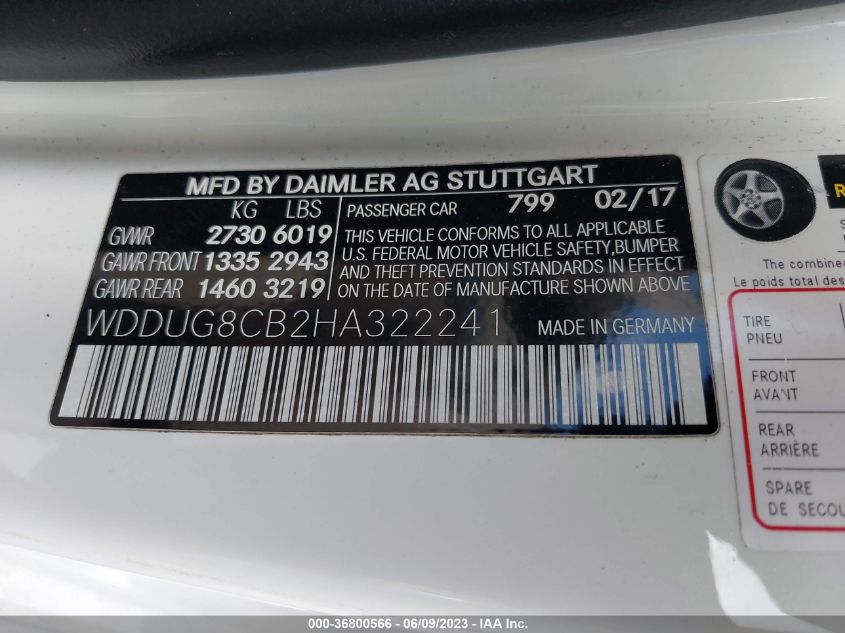 MFD BY DAIMLER AG STUTTGART
KG LBS
GVWR 2730 6019
GAWR FRONT 1335 2943
GAWR REAR 1460 3219
PASSENGER CAR 799 02/17
THIS VEHICLE CONFORMS TO ALL APPLICABLE
U.S. FEDERAL MOTOR VEHICLE SAFETY,BUMPER
AND THEFT PREVENTION STANDARDS IN EFFECT
ON THE DATE OF MANUFACTURE SHOWN ABOVE.
WDDUG8CB2HA322241 MADE IN GERMANY
The combine
Le poids total des
TIRE
PNEU
FRONT
AVANT
REAR
ARRIÈRE
SPARE
DE SECOU
000-36800566 - 06/09/2023 - IAA Inc.